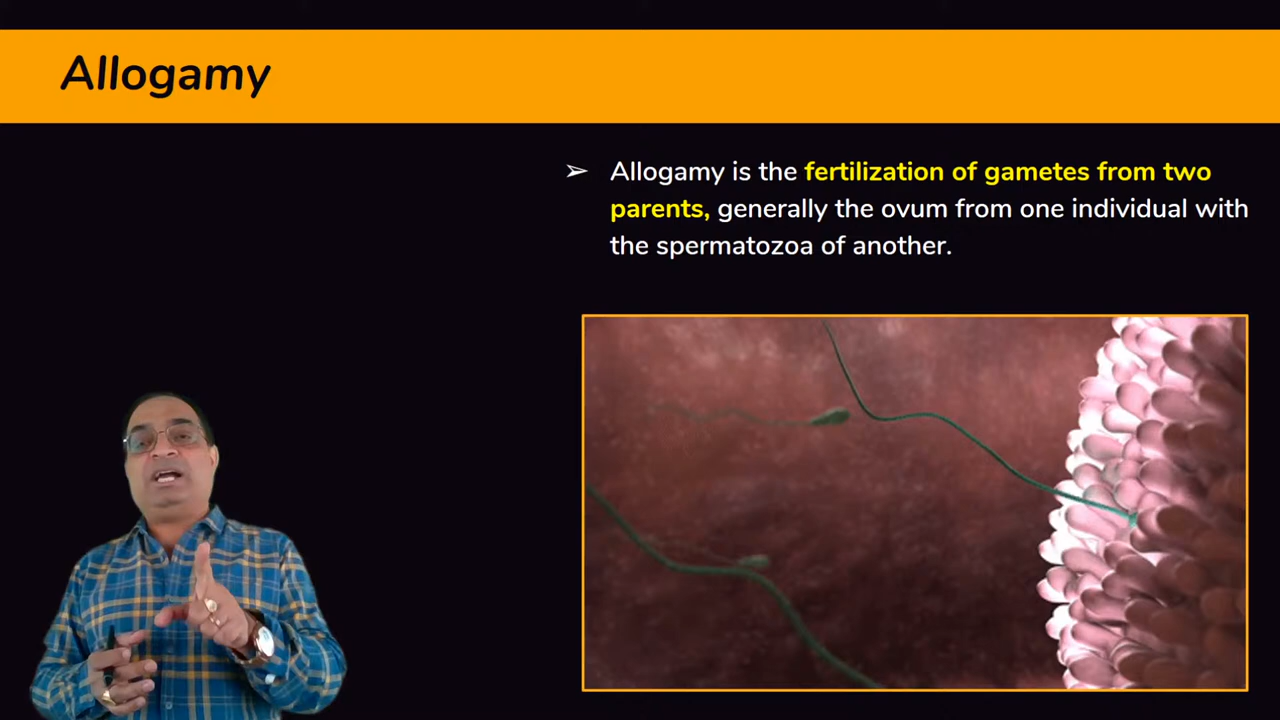 Allogamy
➢ Allogamy is the fertilization of gametes from two
parents, generally the ovum from one individual with
the spermatozoa of another.